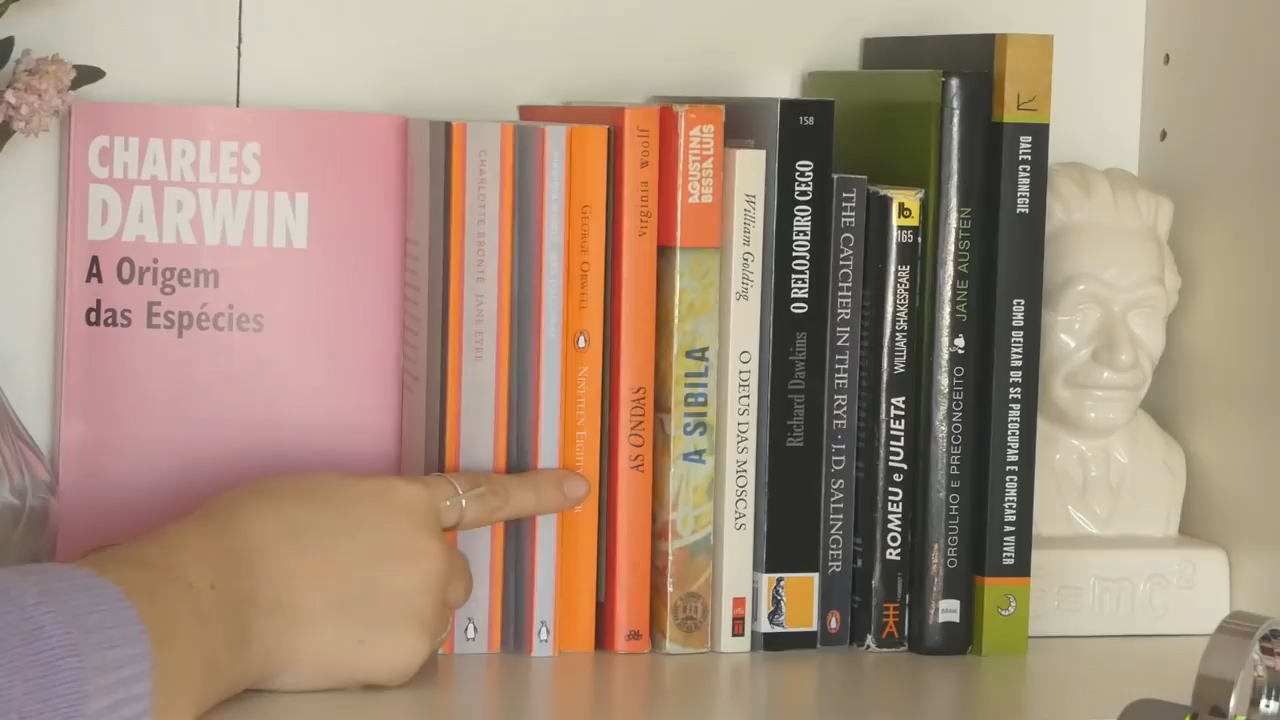 CHARLES
DARWIN
A Origem
das Espécies
CHARLOTTE BRONTË JANE EYRE
GEORGE ORWELL
NINETEEN EIGHTY
Virginia Woolf
AS ONDAS
AGUSTINA
BESSA LUÍS
A SIBILA
William Golding
O DEUS DAS MOSCAS
158
O RELOJOEIRO CEGO
Richard Dawkins
THE CATCHER IN THE RYE · J.D. SALINGER
b.
165
WILLIAM SHAKESPEARE
ROMEU e JULIETA
JANE AUSTEN
ORGULHO E PRECONCEITO
DALE CARNEGIE
COMO DEIXAR DE SE PREOCUPAR E COMEÇAR A VIVER
=mc²